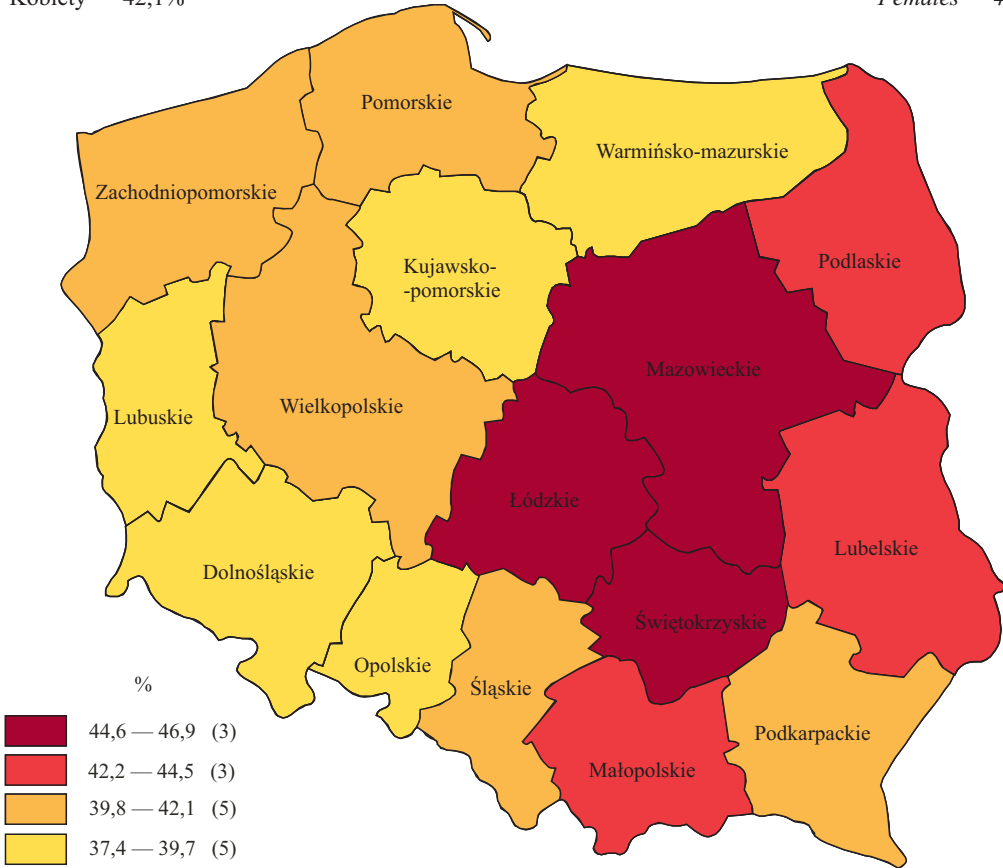 Kobiety — 42,1%
Females — 4
Pomorskie
Warmińsko-mazurskie
Zachodniopomorskie
Podlaskie
Kujawsko-
-pomorskie
Mazowieckie
Wielkopolskie
Lubuskie
Łódzkie
Lubelskie
Dolnośląskie
Świętokrzyskie
Opolskie
Śląskie
Podkarpackie
Małopolskie
%
44,6 — 46,9 (3)
42,2 — 44,5 (3)
39,8 — 42,1 (5)
37,4 — 39,7 (5)